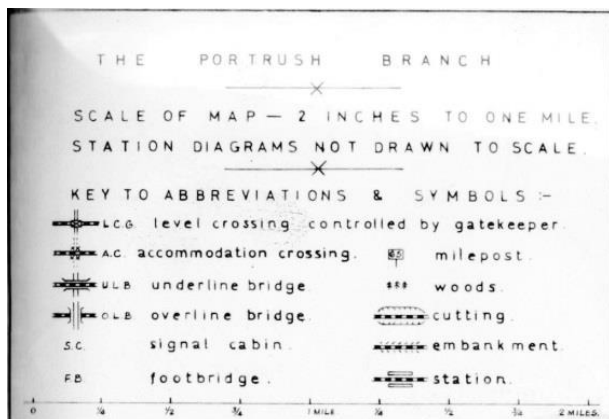 THE PORTRUSH BRANCH
SCALE OF MAP — 2 INCHES TO ONE MILE.
STATION DIAGRAMS NOT DRAWN TO SCALE.
KEY TO ABBREVIATIONS & SYMBOLS :-
L.C.G. level crossing controlled by gatekeeper.
A.C. accommodation crossing. milepost.
U.L.B. underline bridge. woods.
O.L.B. overline bridge. cutting.
S.C. signal cabin. embankment.
F.B. footbridge. station.
0 ¼ ½ ¾ 1 MILE ¼ ½ ¾ 2 MILES.